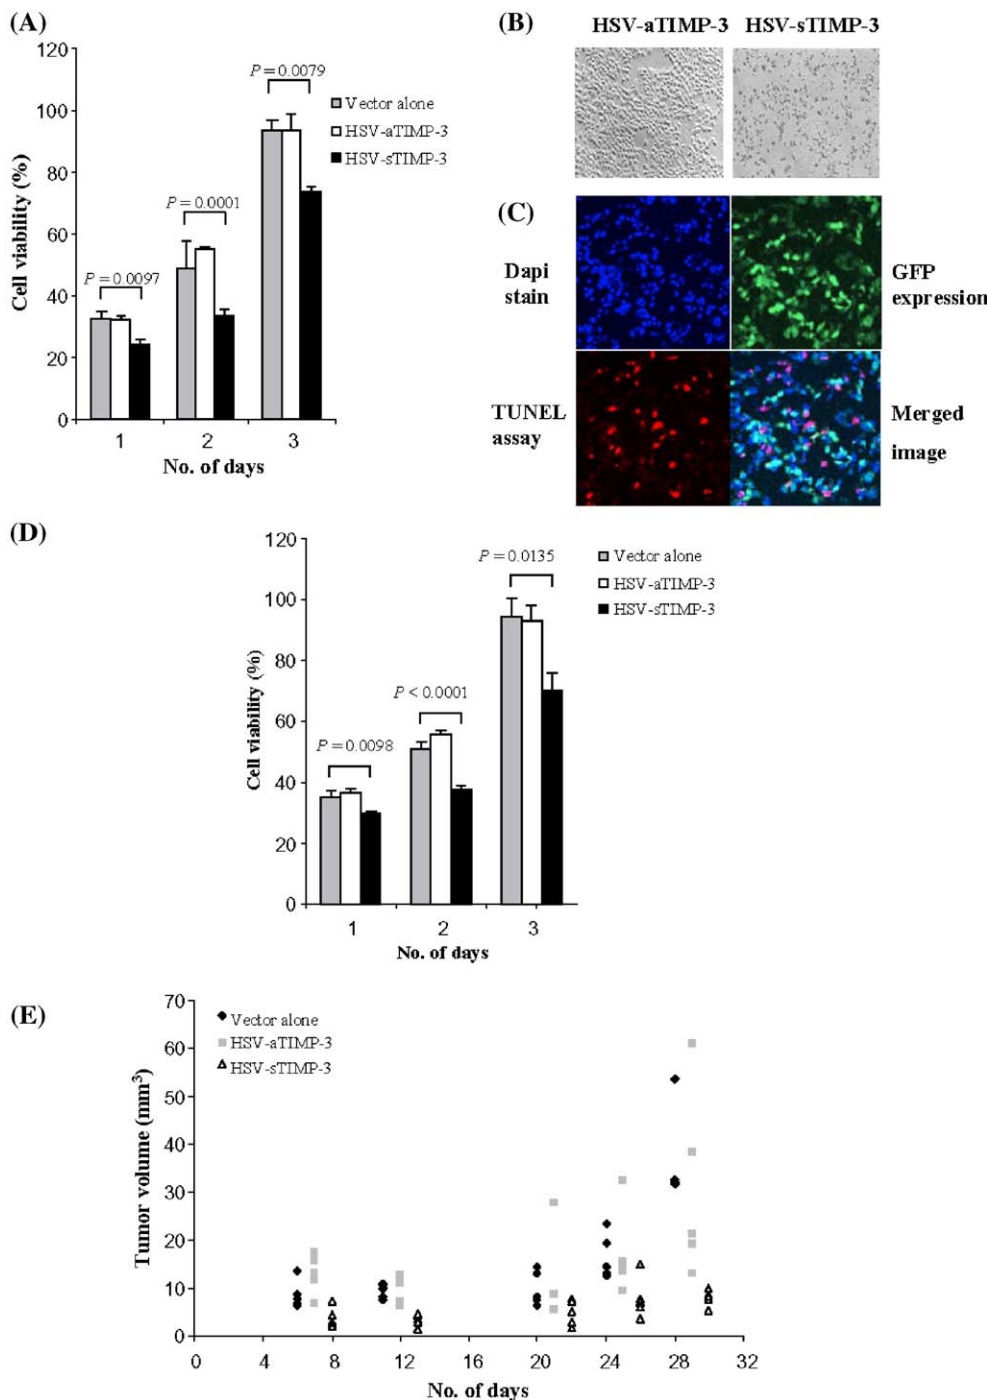 (A)
120
100
80
60
40
20
0
Cell viability (%)
P = 0.0097
P = 0.0001
P = 0.0079
Vector alone
HSV-aTIMP-3
HSV-sTIMP-3
1 2 3
No. of days
(B)
HSV-aTIMP-3 HSV-sTIMP-3
(C)
Dapi
stain
GFP
expression
TUNEL
assay
Merged
image
(D)
120
100
80
60
40
20
0
Cell viability (%)
P = 0.0098
P < 0.0001
P = 0.0135
Vector alone
HSV-aTIMP-3
HSV-sTIMP-3
1 2 3
No. of days
(E)
70
60
50
40
30
20
10
0
Tumor volume (mm³)
Vector alone
HSV-aTIMP-3
HSV-sTIMP-3
0 4 8 12 16 20 24 28 32
No. of days